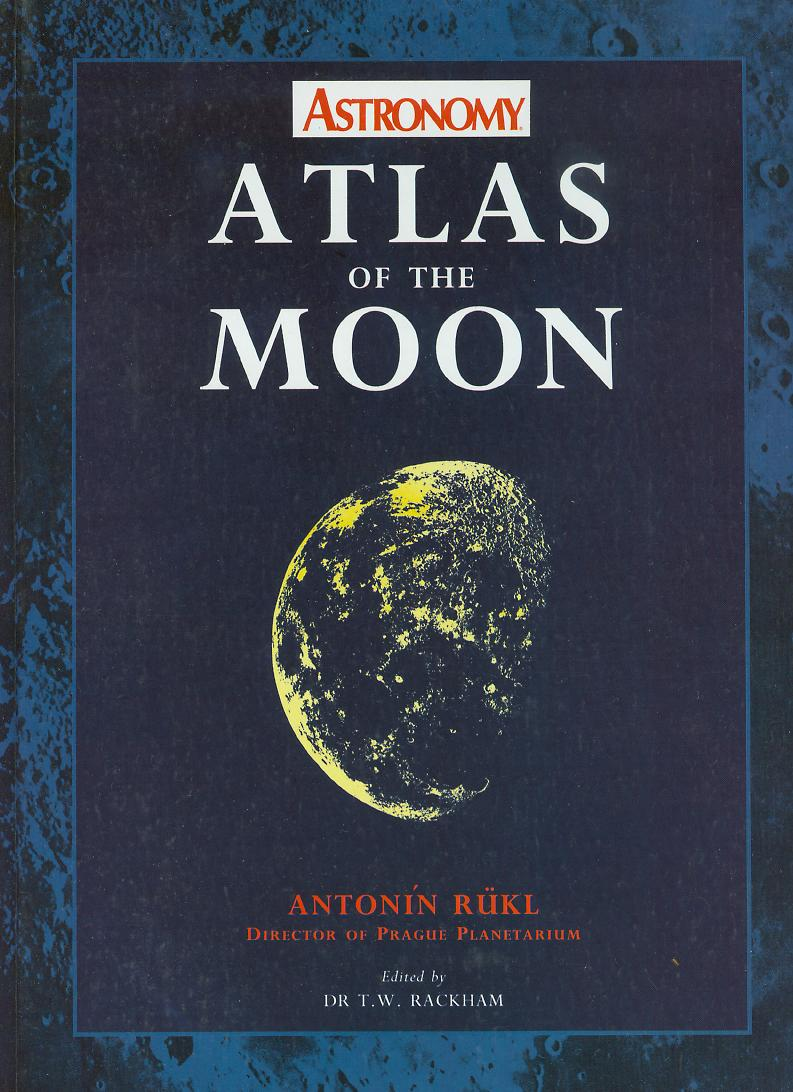 ASTRONOMY
ATLAS
OF THE
MOON
ANTONÍN RÜKL
DIRECTOR OF PRAGUE PLANETARIUM
Edited by
DR T.W. RACKHAM